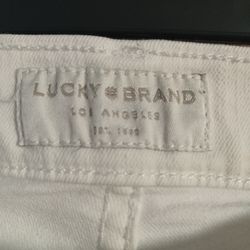 LUCKY BRAND
LOS ANGELES
EST. 1990